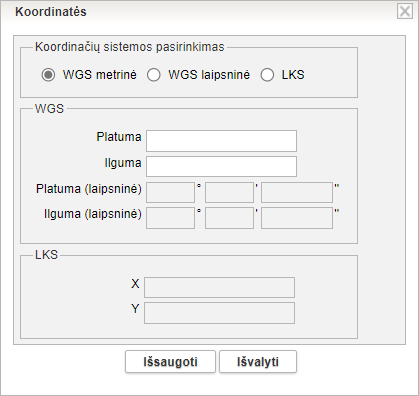 Koordinatės
Koordinačių sistemos pasirinkimas
WGS metrinė WGS laipsninė LKS
WGS
Platuma
Ilguma
Platuma (laipsninė) ° ' "
Ilguma (laipsninė) ° ' "
LKS
X
Y
Išsaugoti Išvalyti